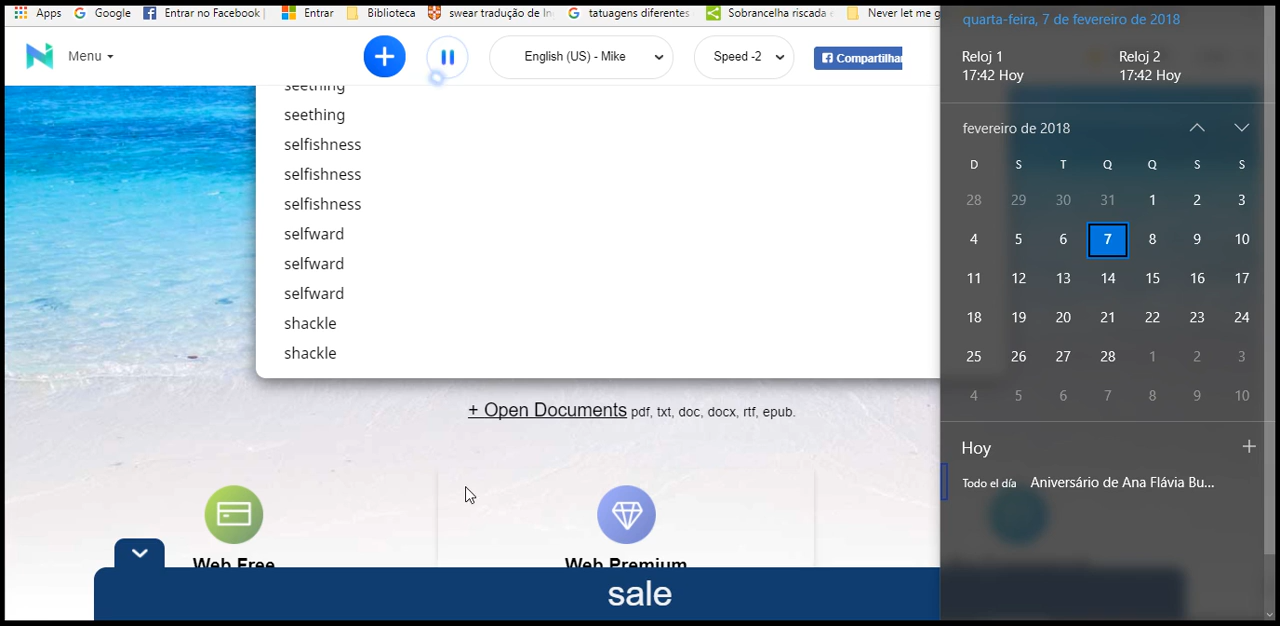 Apps Google Entrar no Facebook Entrar Biblioteca swear tradução de In tatuagens diferentes Sobrancelha riscada Never let me g
Menu
English (US) - Mike
Speed -2
Compartilhar
seething
seething
selfishness
selfishness
selfishness
selfward
selfward
selfward
shackle
shackle
+ Open Documents pdf, txt, doc, docx, rtf, epub.
Web Free
Web Premium
sale
quarta-feira, 7 de fevereiro de 2018
Reloj 1 Reloj 2
17:42 Hoy 17:42 Hoy
fevereiro de 2018
D S T Q Q S S
28 29 30 31 1 2 3
4 5 6 7 8 9 10
11 12 13 14 15 16 17
18 19 20 21 22 23 24
25 26 27 28 1 2 3
4 5 6 7 8 9 10
Hoy
Todo el día Aniversário de Ana Flávia Bu...